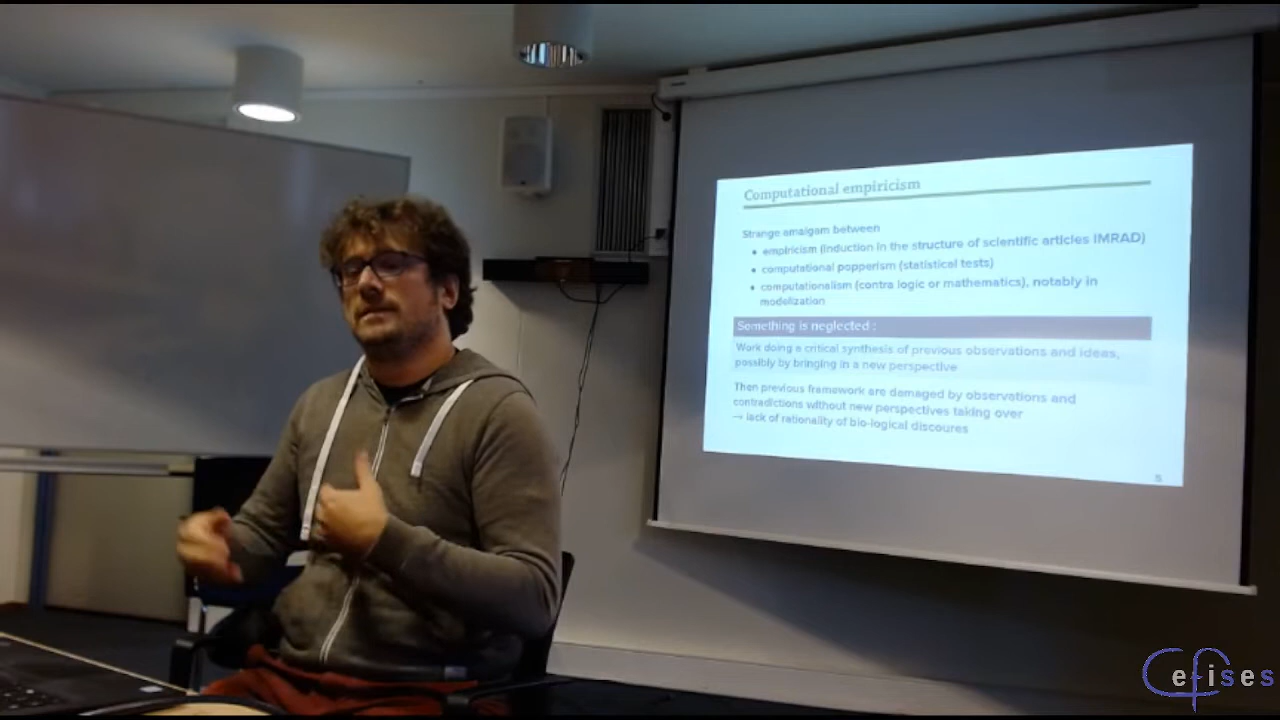 Computational empiricism
Strange amalgam between
• empiricism (induction in the structure of scientific articles IMRAD)
• computational popperism (statistical tests)
• computationalism (contra logic or mathematics), notably in
modelization
Something is neglected :
Work doing a critical synthesis of previous observations and ideas,
possibly by bringing in a new perspective
Then previous framework are damaged by observations and
contradictions without new perspectives taking over
→ lack of rationality of bio-logical discoures
5
Cefises